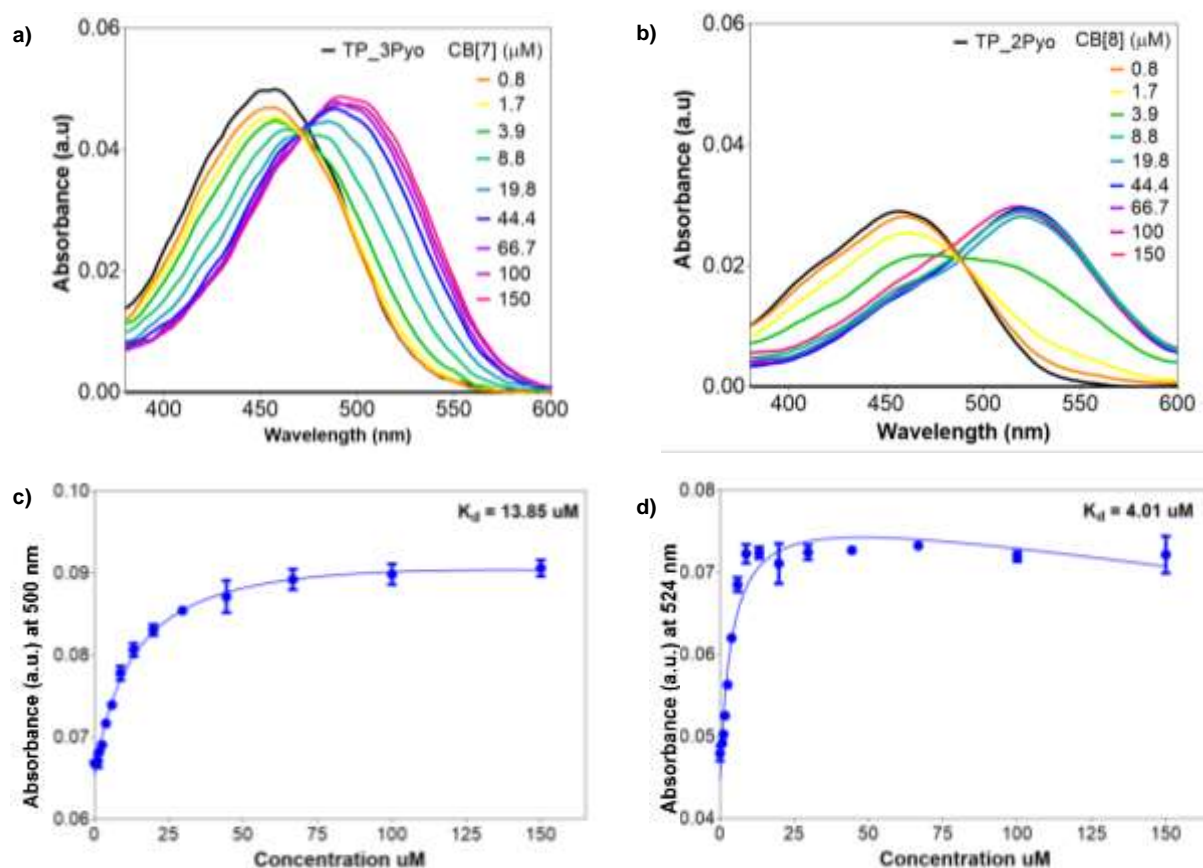 a)
0.06
0.04
0.02
0.00
Absorbance (a.u)
TP_3Pyo CB[7] (μM)
0.8
1.7
3.9
8.8
19.8
44.4
66.7
100
150
400 450 500 550 600
Wavelength (nm)
b)
0.06
0.04
0.02
0.00
Absorbance (a.u)
TP_2Pyo CB[8] (μM)
0.8
1.7
3.9
8.8
19.8
44.4
66.7
100
150
400 450 500 550 600
Wavelength (nm)
c)
0.10
0.09
0.08
0.07
0.06
Absorbance (a.u.) at 500 nm
Kd = 13.85 uM
0 25 50 75 100 125 150
Concentration uM
d)
0.08
0.07
0.06
0.05
0.04
Absorbance (a.u.) at 524 nm
Kd = 4.01 uM
0 25 50 75 100 125 150
Concentration uM